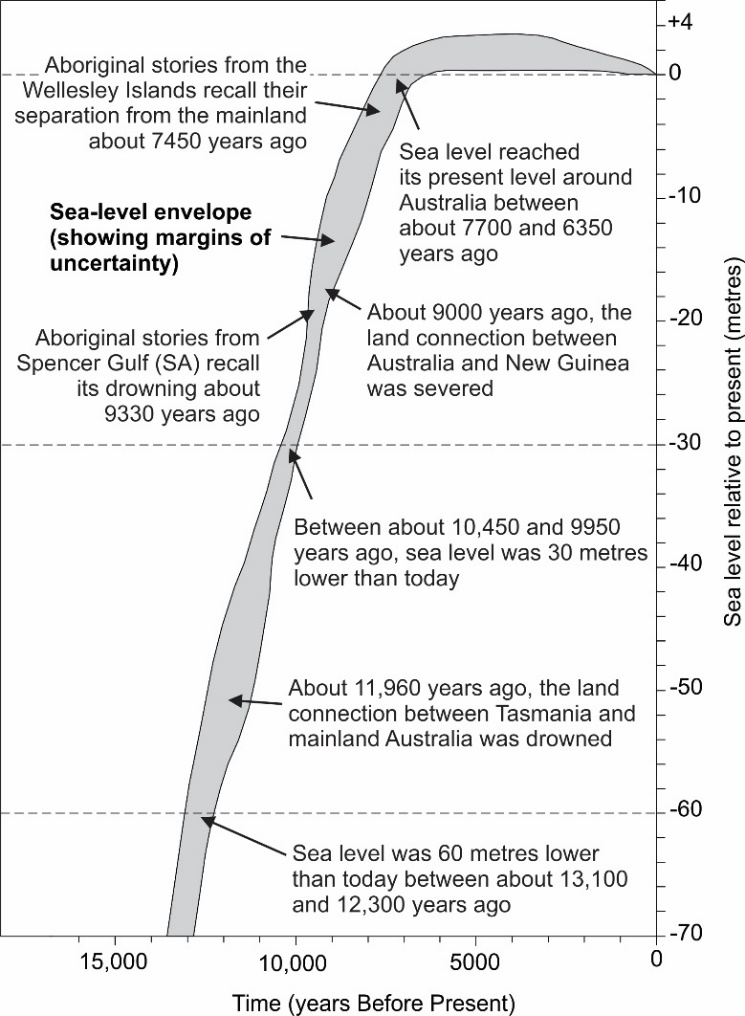 +4
Aboriginal stories from the
Wellesley Islands recall their
separation from the mainland
about 7450 years ago
0
Sea level reached
its present level around
Australia between
about 7700 and 6350
years ago
-10
Sea-level envelope
(showing margins of
uncertainty)
About 9000 years ago, the
land connection between
Australia and New Guinea
was severed
-20
Aboriginal stories from
Spencer Gulf (SA) recall
its drowning about
9330 years ago
-30
Between about 10,450 and 9950
years ago, sea level was 30 metres
lower than today
-40
About 11,960 years ago, the land
connection between Tasmania and
mainland Australia was drowned
-50
-60
Sea level was 60 metres lower
than today between about 13,100
and 12,300 years ago
-70
Sea level relative to present (metres)
15,000
10,000
5000
0
Time (years Before Present)